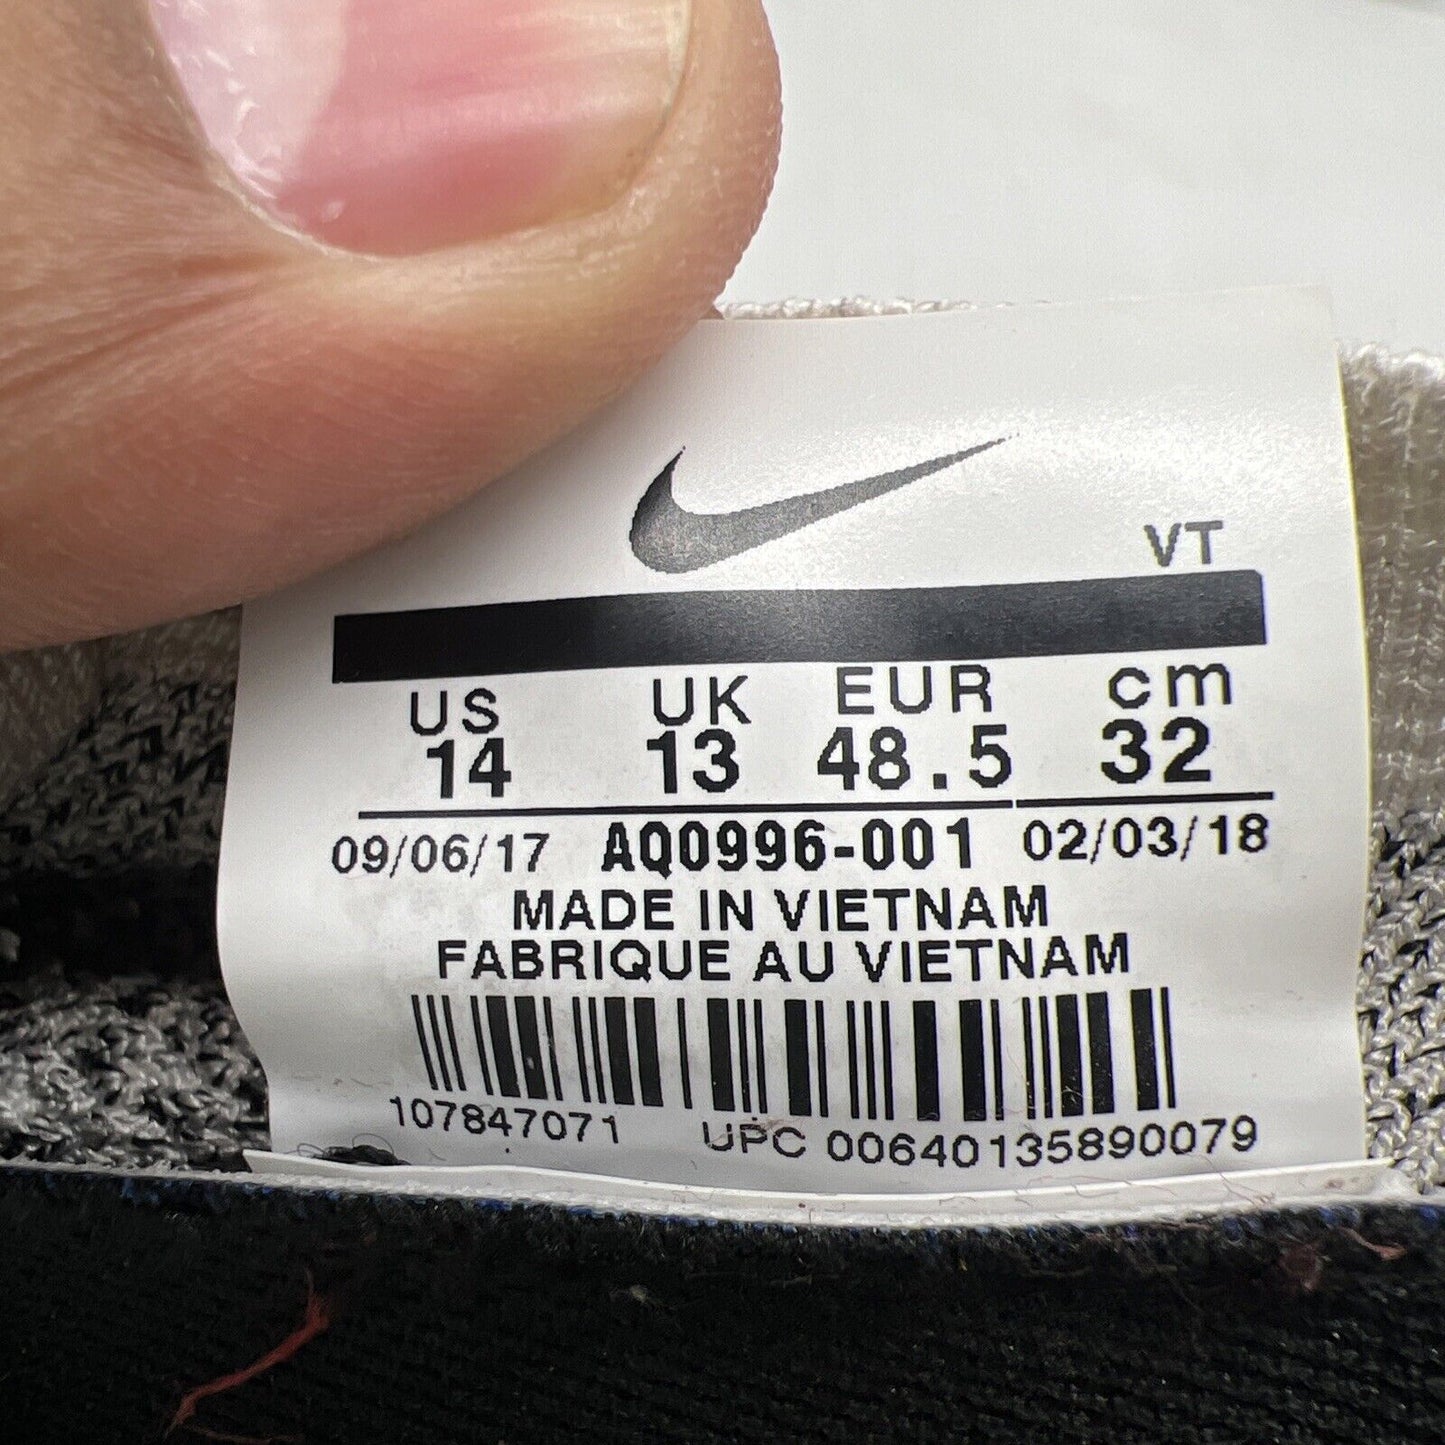 VT
US UK EUR cm
14 13 48.5 32
09/06/17 AQ0996-001 02/03/18
MADE IN VIETNAM
FABRIQUE AU VIETNAM
107847071 UPC 00640135890079